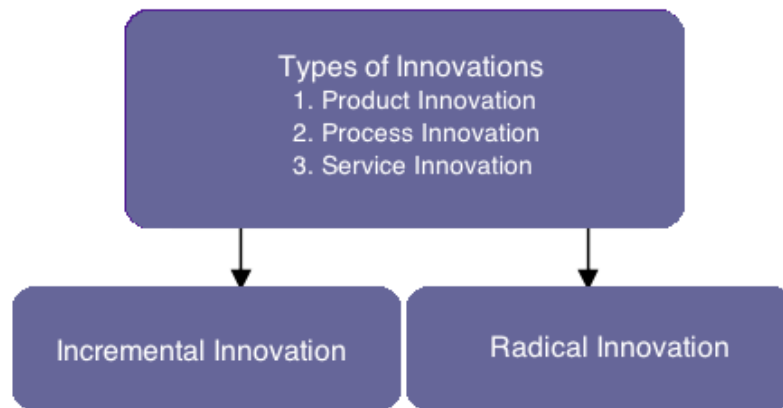 Types of Innovations
1. Product Innovation
2. Process Innovation
3. Service Innovation
Incremental Innovation
Radical Innovation